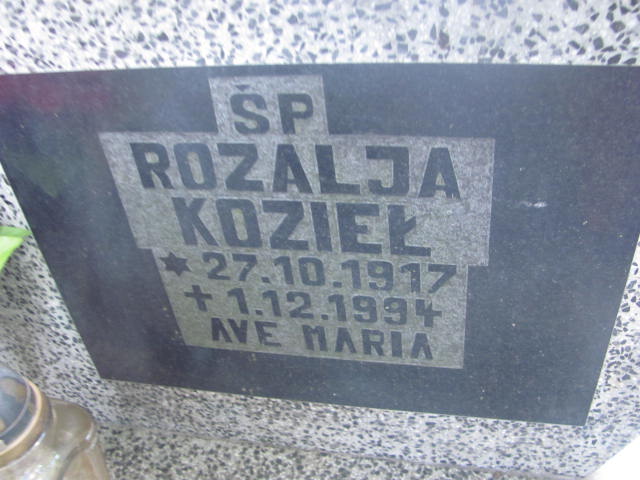 ŚP
ROZALJA
KOZIEŁ
* 27.10.1917
+ 1.12.1994
AVE MARIA